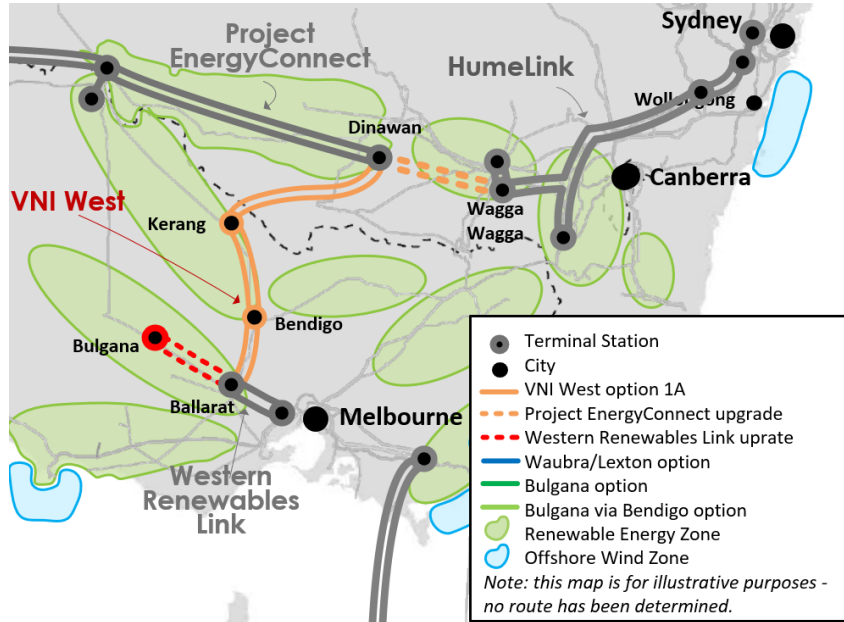 Sydney
Project
EnergyConnect
HumeLink
Wollongong
Dinawan
Canberra
VNI West
Kerang
Wagga
Wagga
Bendigo
Bulgana
Ballarat
Melbourne
Western
Renewables
Link
Terminal Station
City
VNI West option 1A
Project EnergyConnect upgrade
Western Renewables Link uprate
Waubra/Lexton option
Bulgana option
Bulgana via Bendigo option
Renewable Energy Zone
Offshore Wind Zone
Note: this map is for illustrative purposes -
no route has been determined.